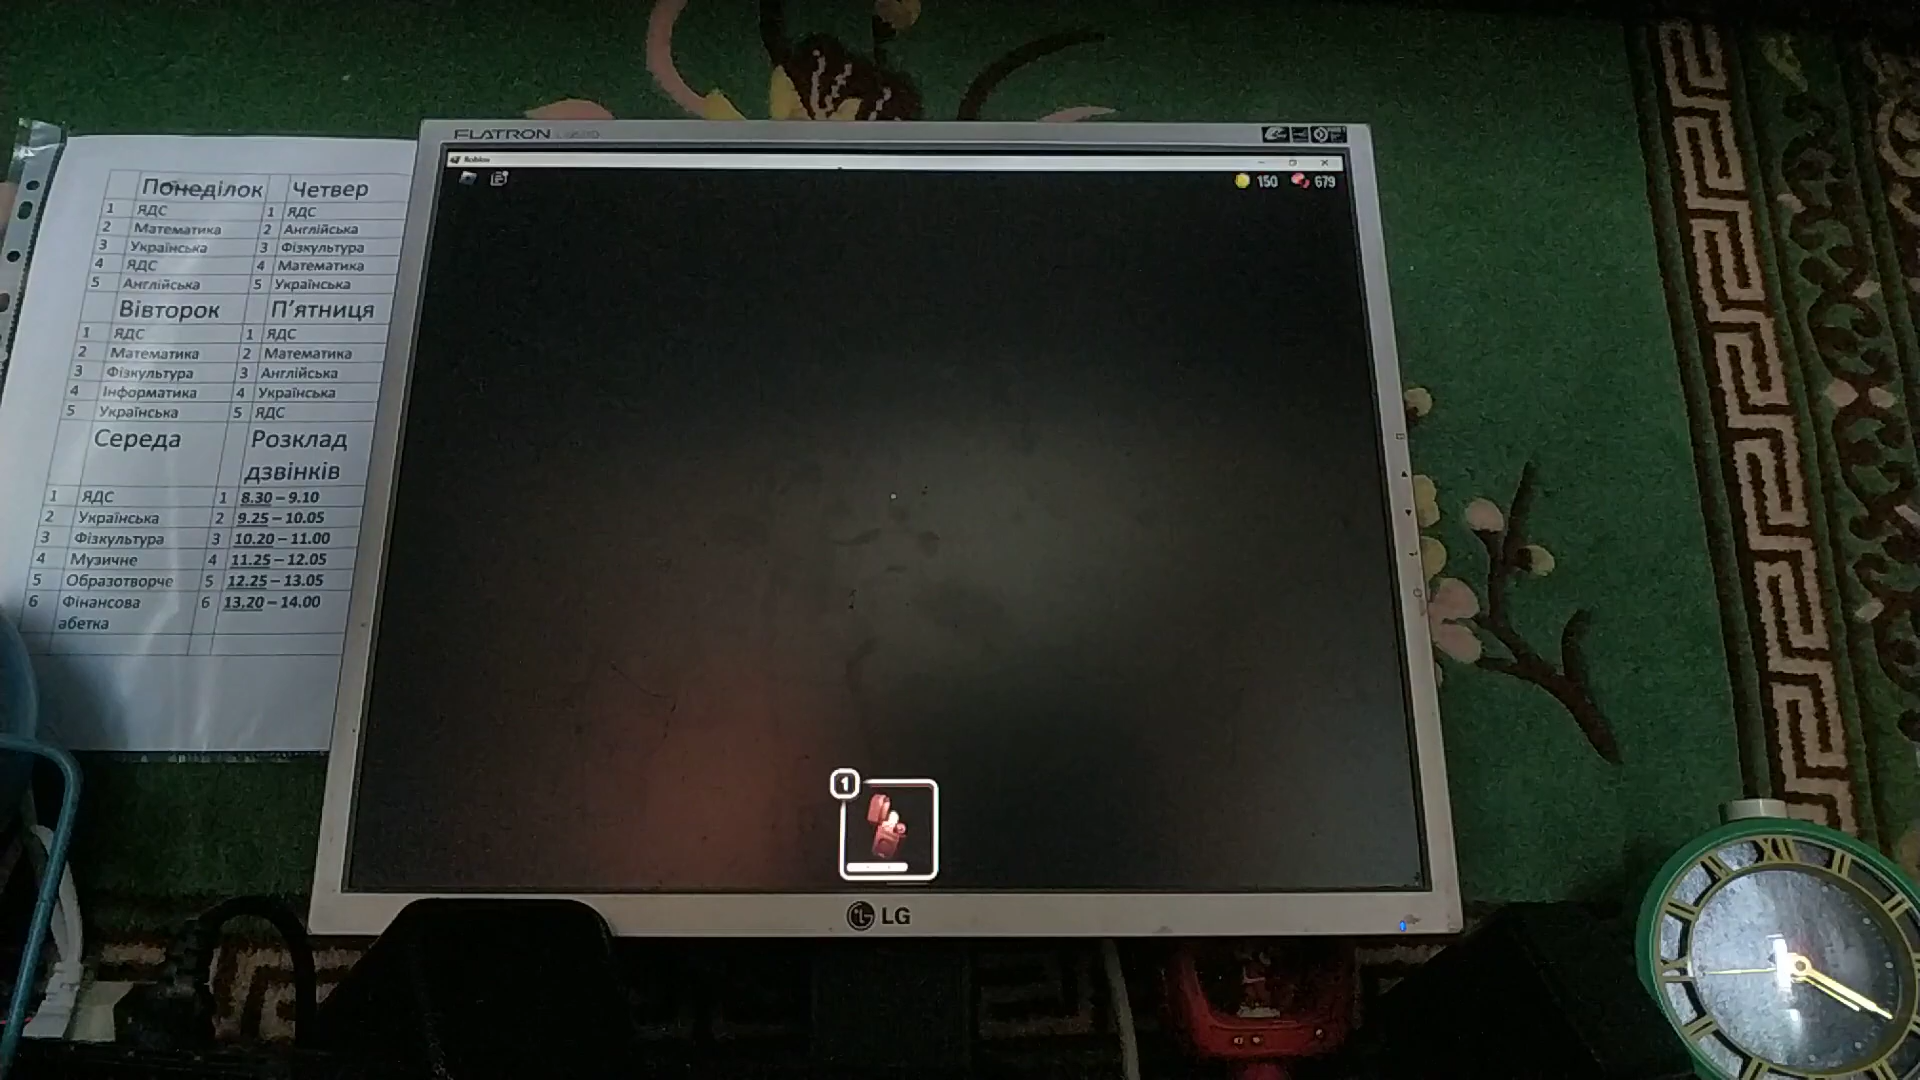 Понеділок Четвер
1 ЯДС 1 ЯДС
2 Математика 2 Англійська
3 Українська 3 Фізкультура
4 ЯДС 4 Математика
5 Англійська 5 Українська
Вівторок П'ятниця
1 ЯДС 1 ЯДС
2 Математика 2 Математика
3 Фізкультура 3 Англійська
4 Інформатика 4 Українська
5 Українська 5 ЯДС
Середа Розклад
дзвінків
1 ЯДС 1 8.30 – 9.10
2 Українська 2 9.25 – 10.05
3 Фізкультура 3 10.20 – 11.00
4 Музичне 4 11.25 – 12.05
5 Образотворче 5 12.25 – 13.05
6 Фінансова 6 13.20 – 14.00
абетка
FLATRON
Roblox
150 679
1
LG